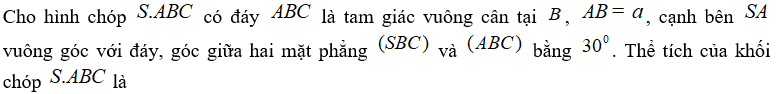 Cho hình chóp S.ABC có đáy ABC là tam giác vuông cân tại B, AB = a, cạnh bên SA
vuông góc với đáy, góc giữa hai mặt phẳng (SBC) và (ABC) bằng 30⁰. Thể tích của khối
chóp S.ABC là